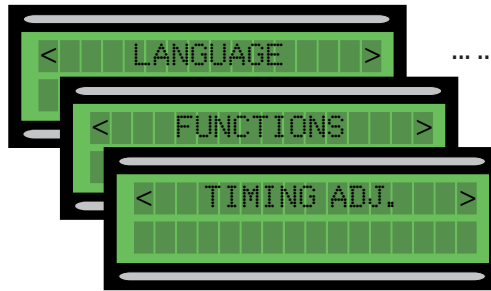 < LANGUAGE >
... ..
< FUNCTIONS >
< TIMING ADJ. >